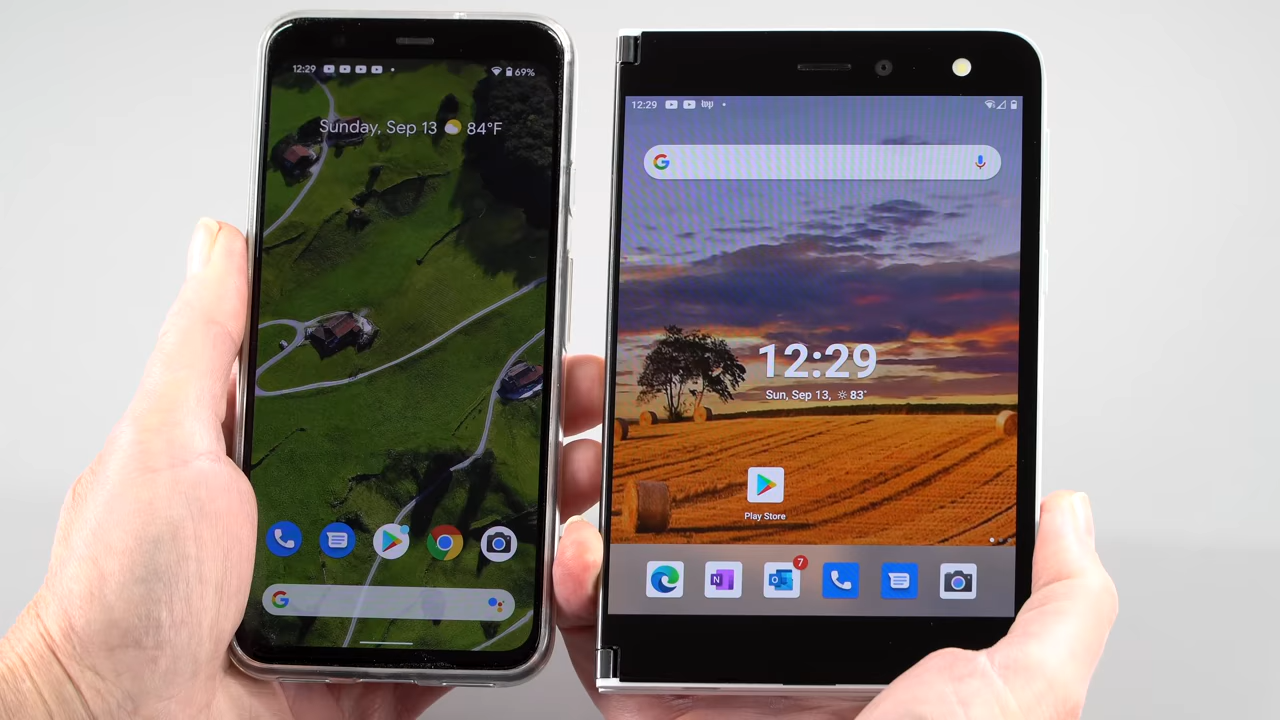 12:29
69%
Sunday, Sep 13 84°F
12:29
12:29
Sun, Sep 13, 83°
Play Store
7